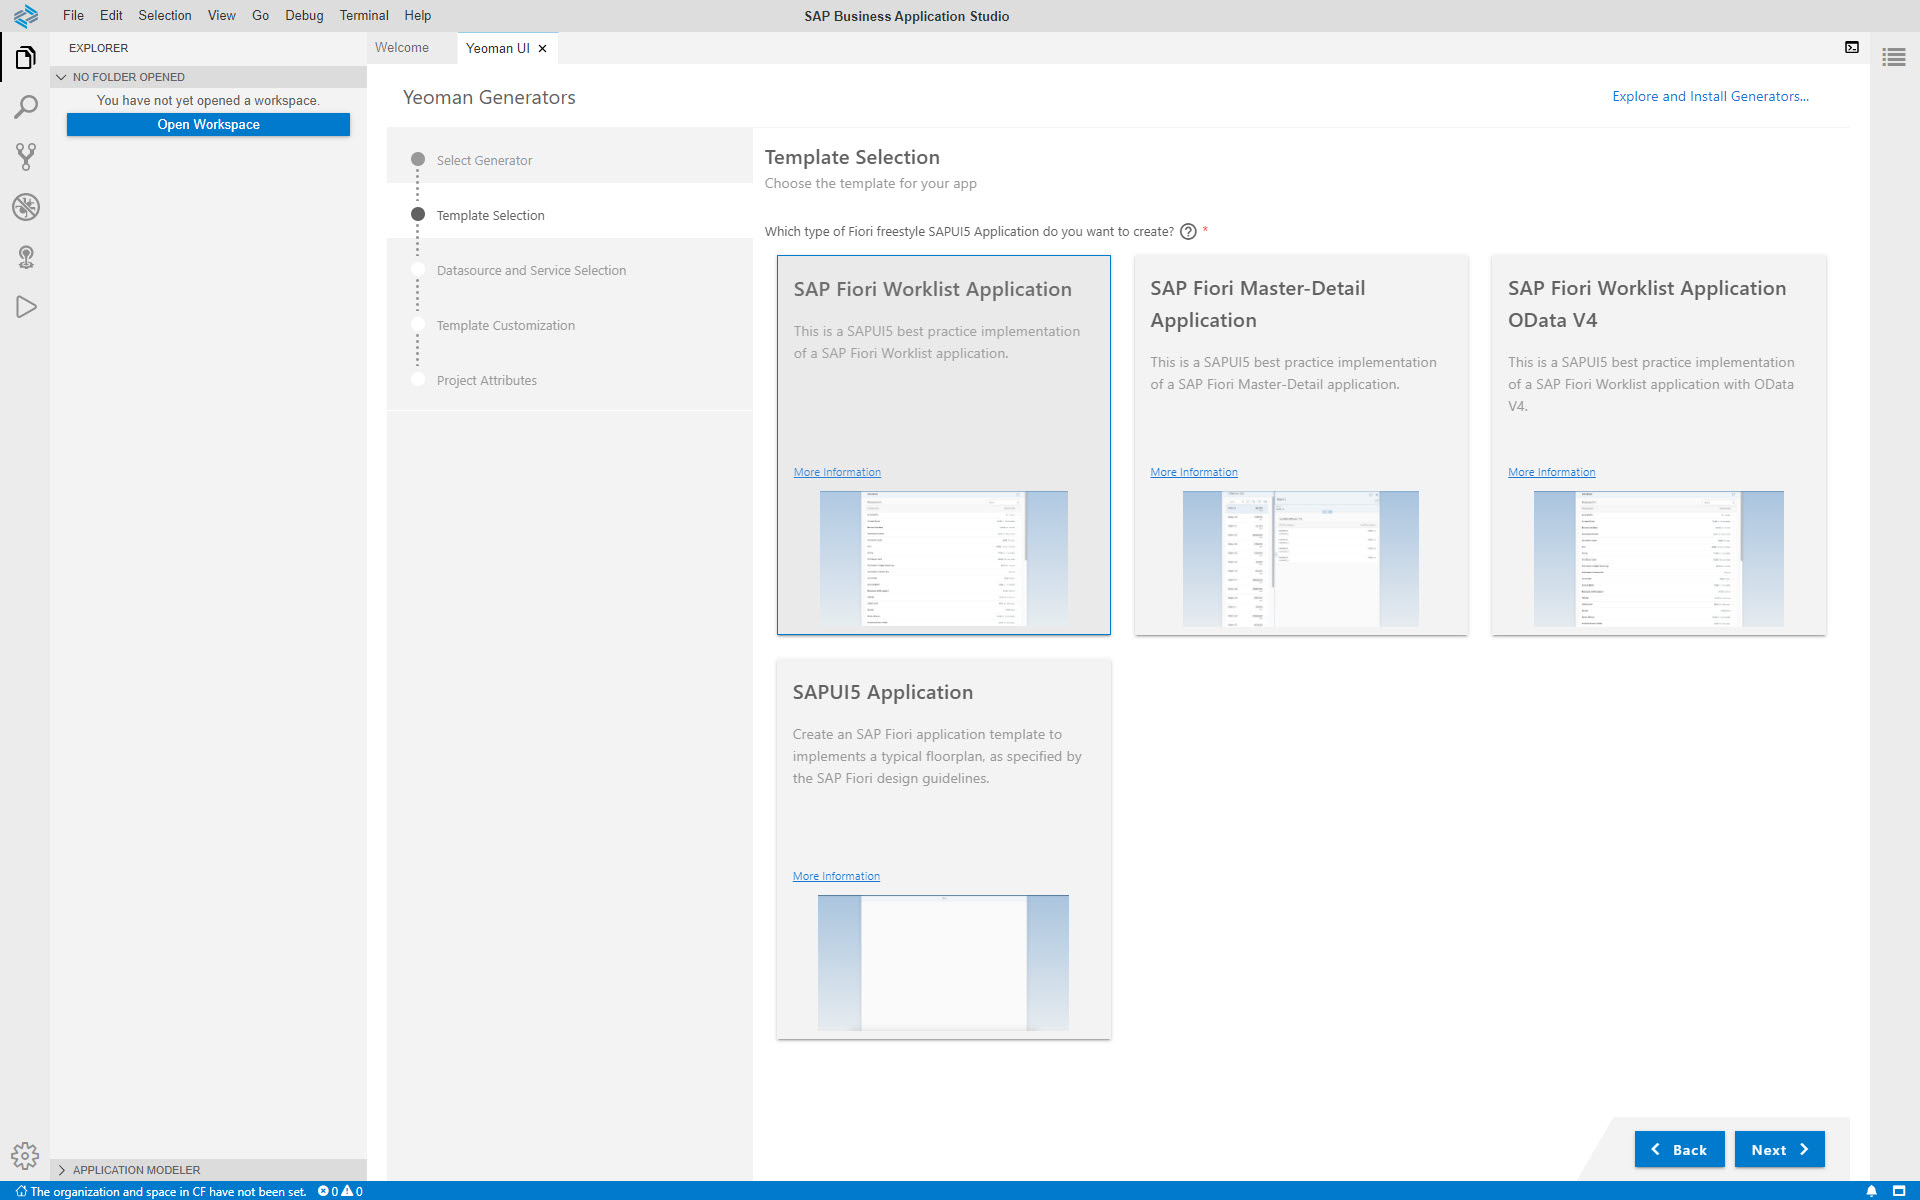 File Edit Selection View Go Debug Terminal Help
SAP Business Application Studio
EXPLORER
NO FOLDER OPENED
You have not yet opened a workspace.
Open Workspace
APPLICATION MODELER
Welcome
Yeoman UI
Yeoman Generators
Explore and Install Generators...
Select Generator
Template Selection
Datasource and Service Selection
Template Customization
Project Attributes
Template Selection
Choose the template for your app
Which type of Fiori freestyle SAPUI5 Application do you want to create? *
SAP Fiori Worklist Application
This is a SAPUI5 best practice implementation
of a SAP Fiori Worklist application.
More Information
SAP Fiori Master-Detail
Application
This is a SAPUI5 best practice implementation
of a SAP Fiori Master-Detail application.
More Information
SAP Fiori Worklist Application
OData V4
This is a SAPUI5 best practice implementation
of a SAP Fiori Worklist application with OData
V4.
More Information
SAPUI5 Application
Create an SAP Fiori application template to
implements a typical floorplan, as specified by
the SAP Fiori design guidelines.
More Information
Back
Next
The organization and space in CF have not been set. 0 0